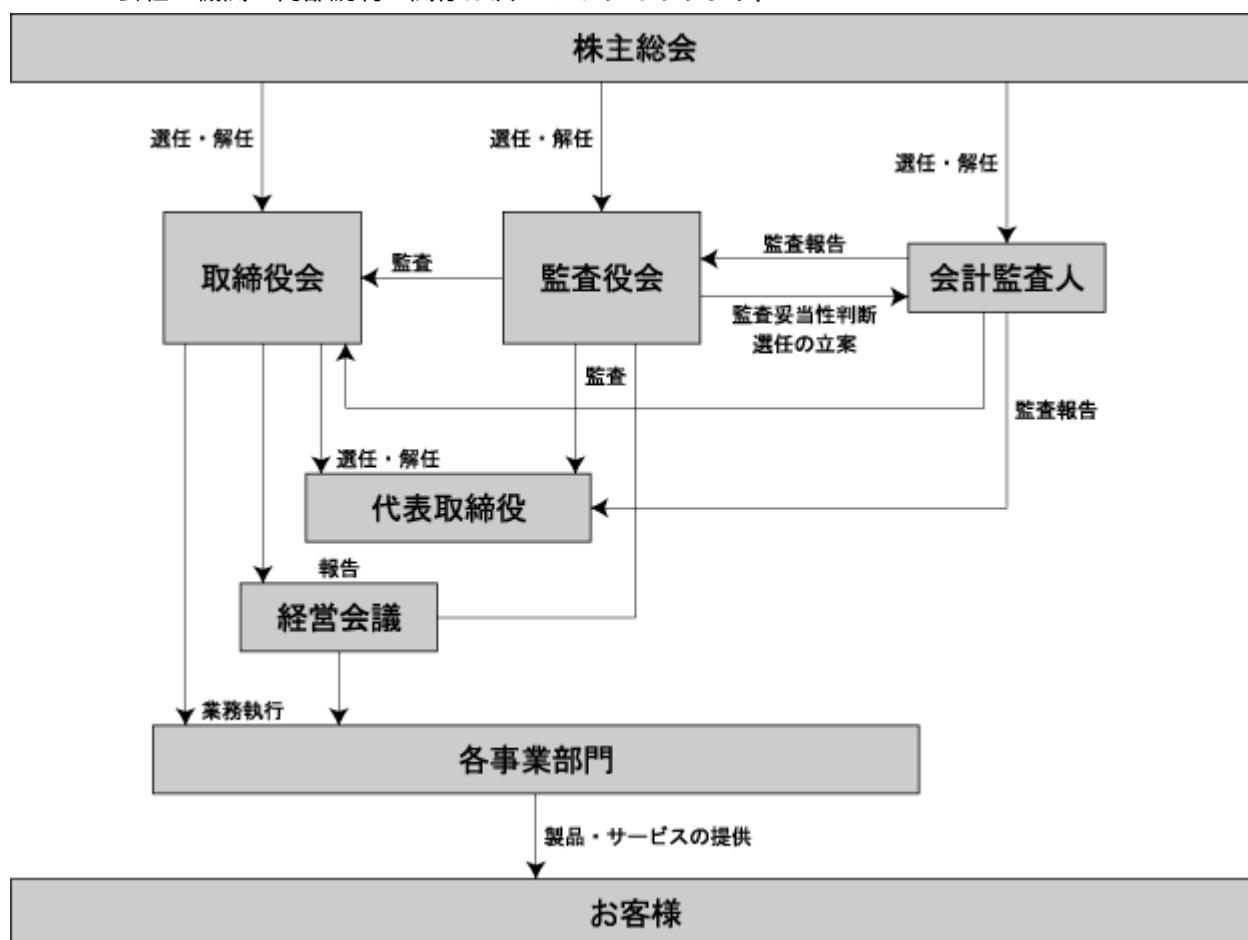 株主総会
選任・解任
選任・解任
選任・解任
取締役会
監査
監査役会
監査報告
会計監査人
監査妥当性判断
選任の立案
監査
監査報告
選任・解任
代表取締役
報告
経営会議
業務執行
各事業部門
製品・サービスの提供
お客様